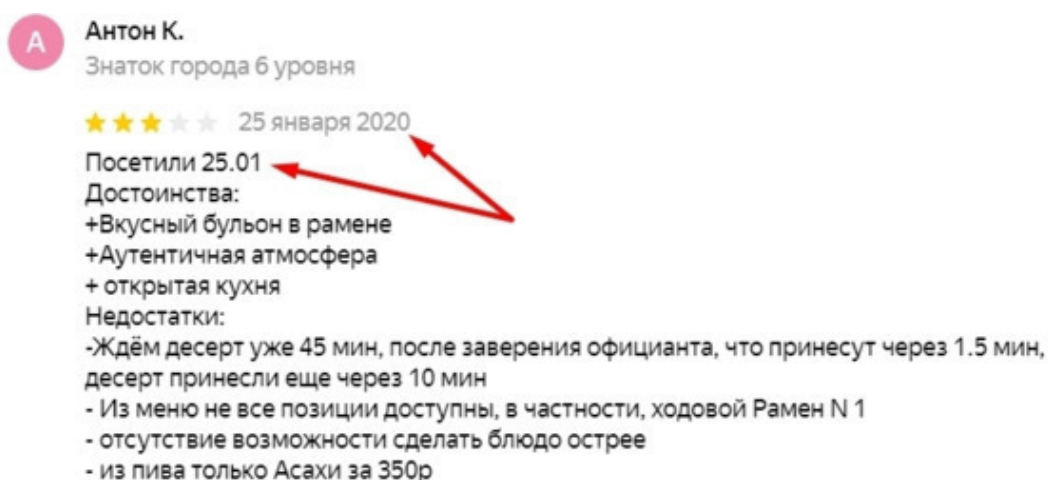 А
Антон К.
Знаток города 6 уровня
25 января 2020
Посетили 25.01
Достоинства:
+Вкусный бульон в рамене
+Аутентичная атмосфера
+ открытая кухня
Недостатки:
-Ждём десерт уже 45 мин, после заверения официанта, что принесут через 1.5 мин,
десерт принесли еще через 10 мин
- Из меню не все позиции доступны, в частности, ходовой Рамен N 1
- отсутствие возможности сделать блюдо острее
- из пива только Асахи за 350р